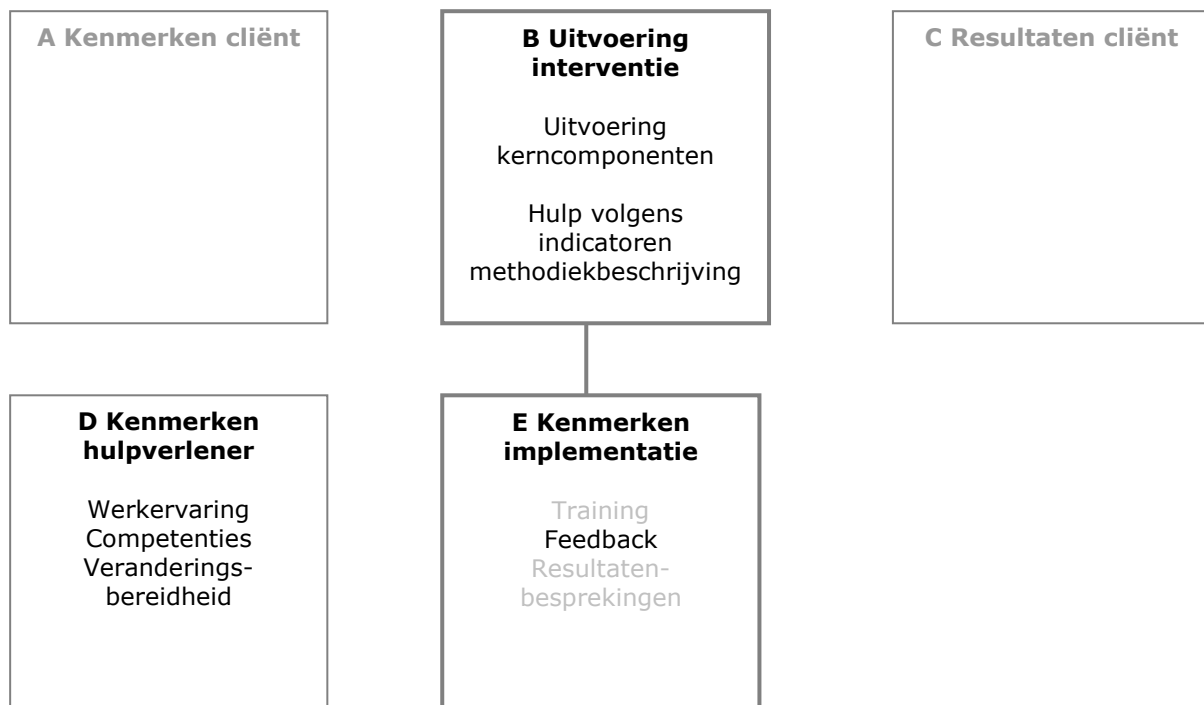 A Kenmerken cliënt
B Uitvoering
interventie
Uitvoering
kerncomponenten
Hulp volgens
indicatoren
methodiekbeschrijving
C Resultaten cliënt
D Kenmerken
hulpverlener
Werkervaring
Competenties
Veranderings-
bereidheid
E Kenmerken
implementatie
Training
Feedback
Resultaten-
besprekingen